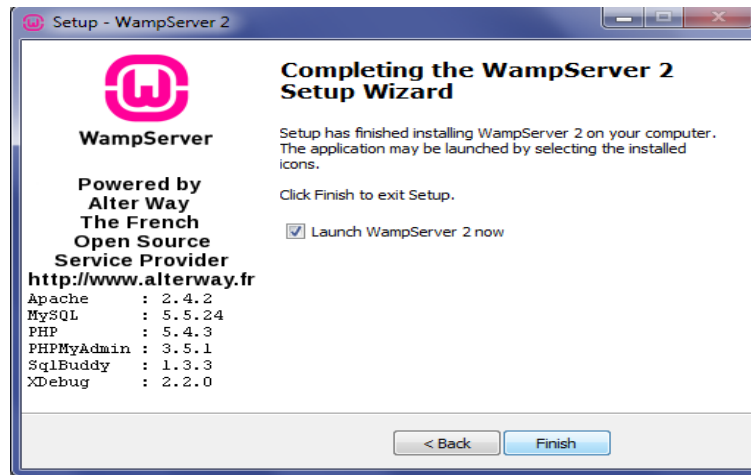 Setup - WampServer 2
WampServer
Powered by
Alter Way
The French
Open Source
Service Provider
http://www.alterway.fr
Apache : 2.4.2
MySQL : 5.5.24
PHP : 5.4.3
PHPMyAdmin : 3.5.1
SqlBuddy : 1.3.3
XDebug : 2.2.0
Completing the WampServer 2
Setup Wizard
Setup has finished installing WampServer 2 on your computer.
The application may be launched by selecting the installed
icons.
Click Finish to exit Setup.
Launch WampServer 2 now
< Back
Finish